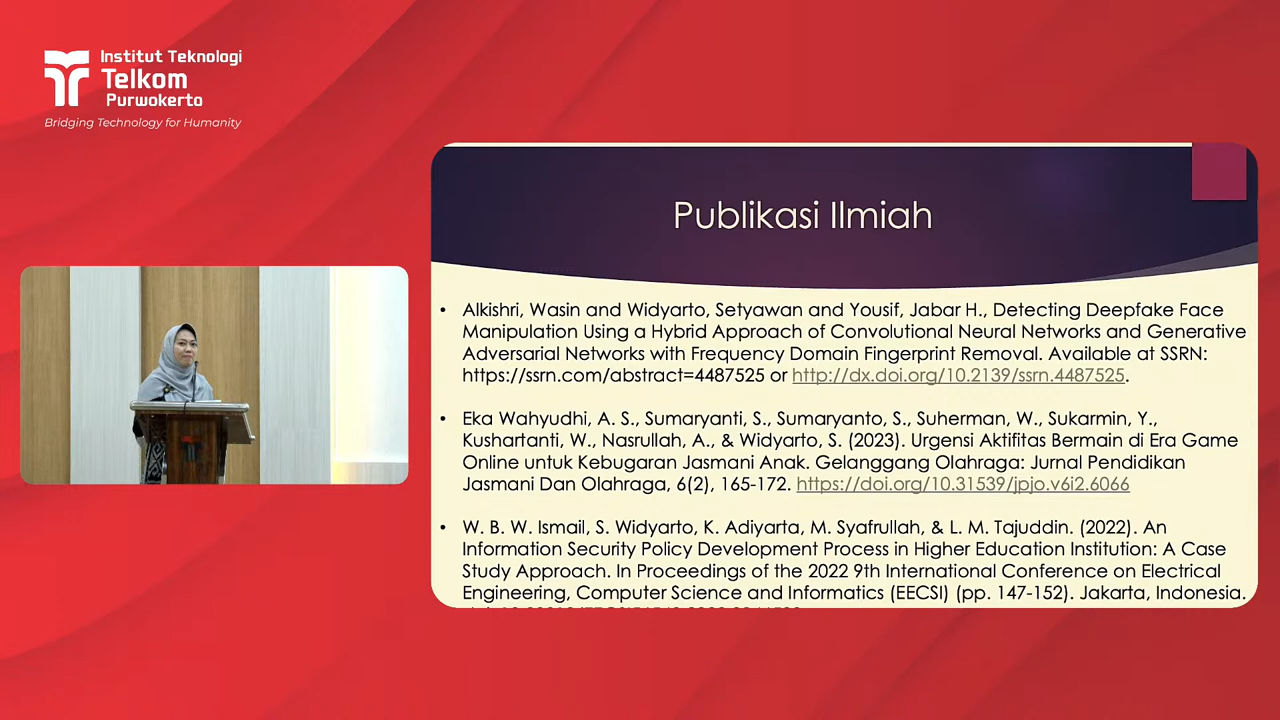 Institut Teknologi
Telkom
Purwokerto
Bridging Technology for Humanity
Publikasi Ilmiah
• Alkishri, Wasin and Widyarto, Setyawan and Yousif, Jabar H., Detecting Deepfake Face
Manipulation Using a Hybrid Approach of Convolutional Neural Networks and Generative
Adversarial Networks with Frequency Domain Fingerprint Removal. Available at SSRN:
https://ssrn.com/abstract=4487525 or http://dx.doi.org/10.2139/ssrn.4487525.
• Eka Wahyudhi, A. S., Sumaryanti, S., Sumaryanto, S., Suherman, W., Sukarmin, Y.,
Kushartanti, W., Nasrullah, A., & Widyarto, S. (2023). Urgensi Aktifitas Bermain di Era Game
Online untuk Kebugaran Jasmani Anak. Gelanggang Olahraga: Jurnal Pendidikan
Jasmani Dan Olahraga, 6(2), 165-172. https://doi.org/10.31539/jpjo.v6i2.6066
• W. B. W. Ismail, S. Widyarto, K. Adiyarta, M. Syafrullah, & L. M. Tajuddin. (2022). An
Information Security Policy Development Process in Higher Education Institution: A Case
Study Approach. In Proceedings of the 2022 9th International Conference on Electrical
Engineering, Computer Science and Informatics (EECSI) (pp. 147-152). Jakarta, Indonesia.